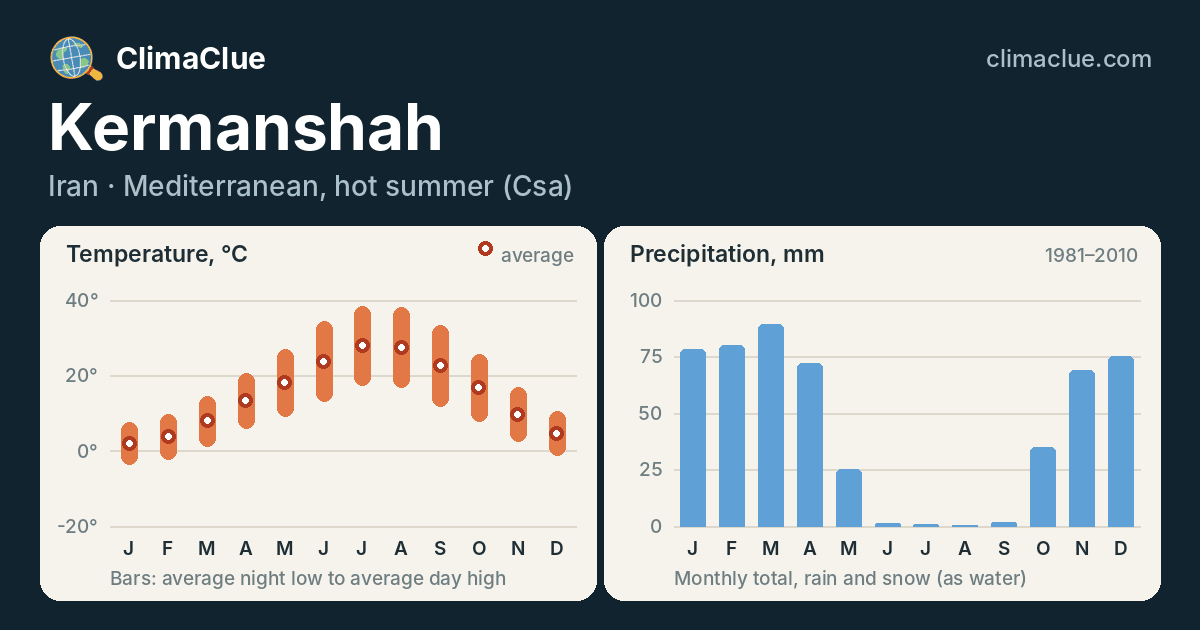 ClimaClue
climaclue.com
Kermanshah
Iran · Mediterranean, hot summer (Csa)
Temperature, °C
average
40°
20°
0°
-20°
J F M A M J J A S O N D
Bars: average night low to average day high
Precipitation, mm
1981–2010
100
75
50
25
0
J F M A M J J A S O N D
Monthly total, rain and snow (as water)